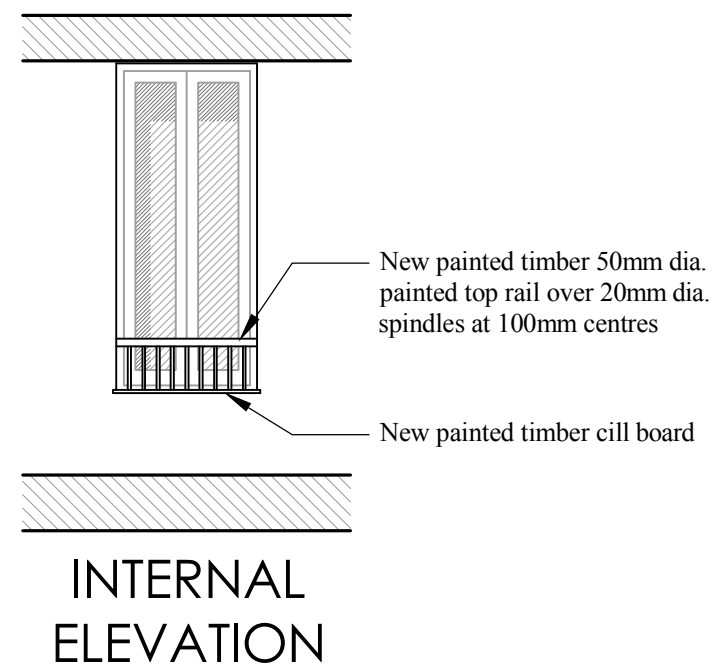 New painted timber 50mm dia.
painted top rail over 20mm dia.
spindles at 100mm centres
New painted timber cill board
INTERNAL
ELEVATION